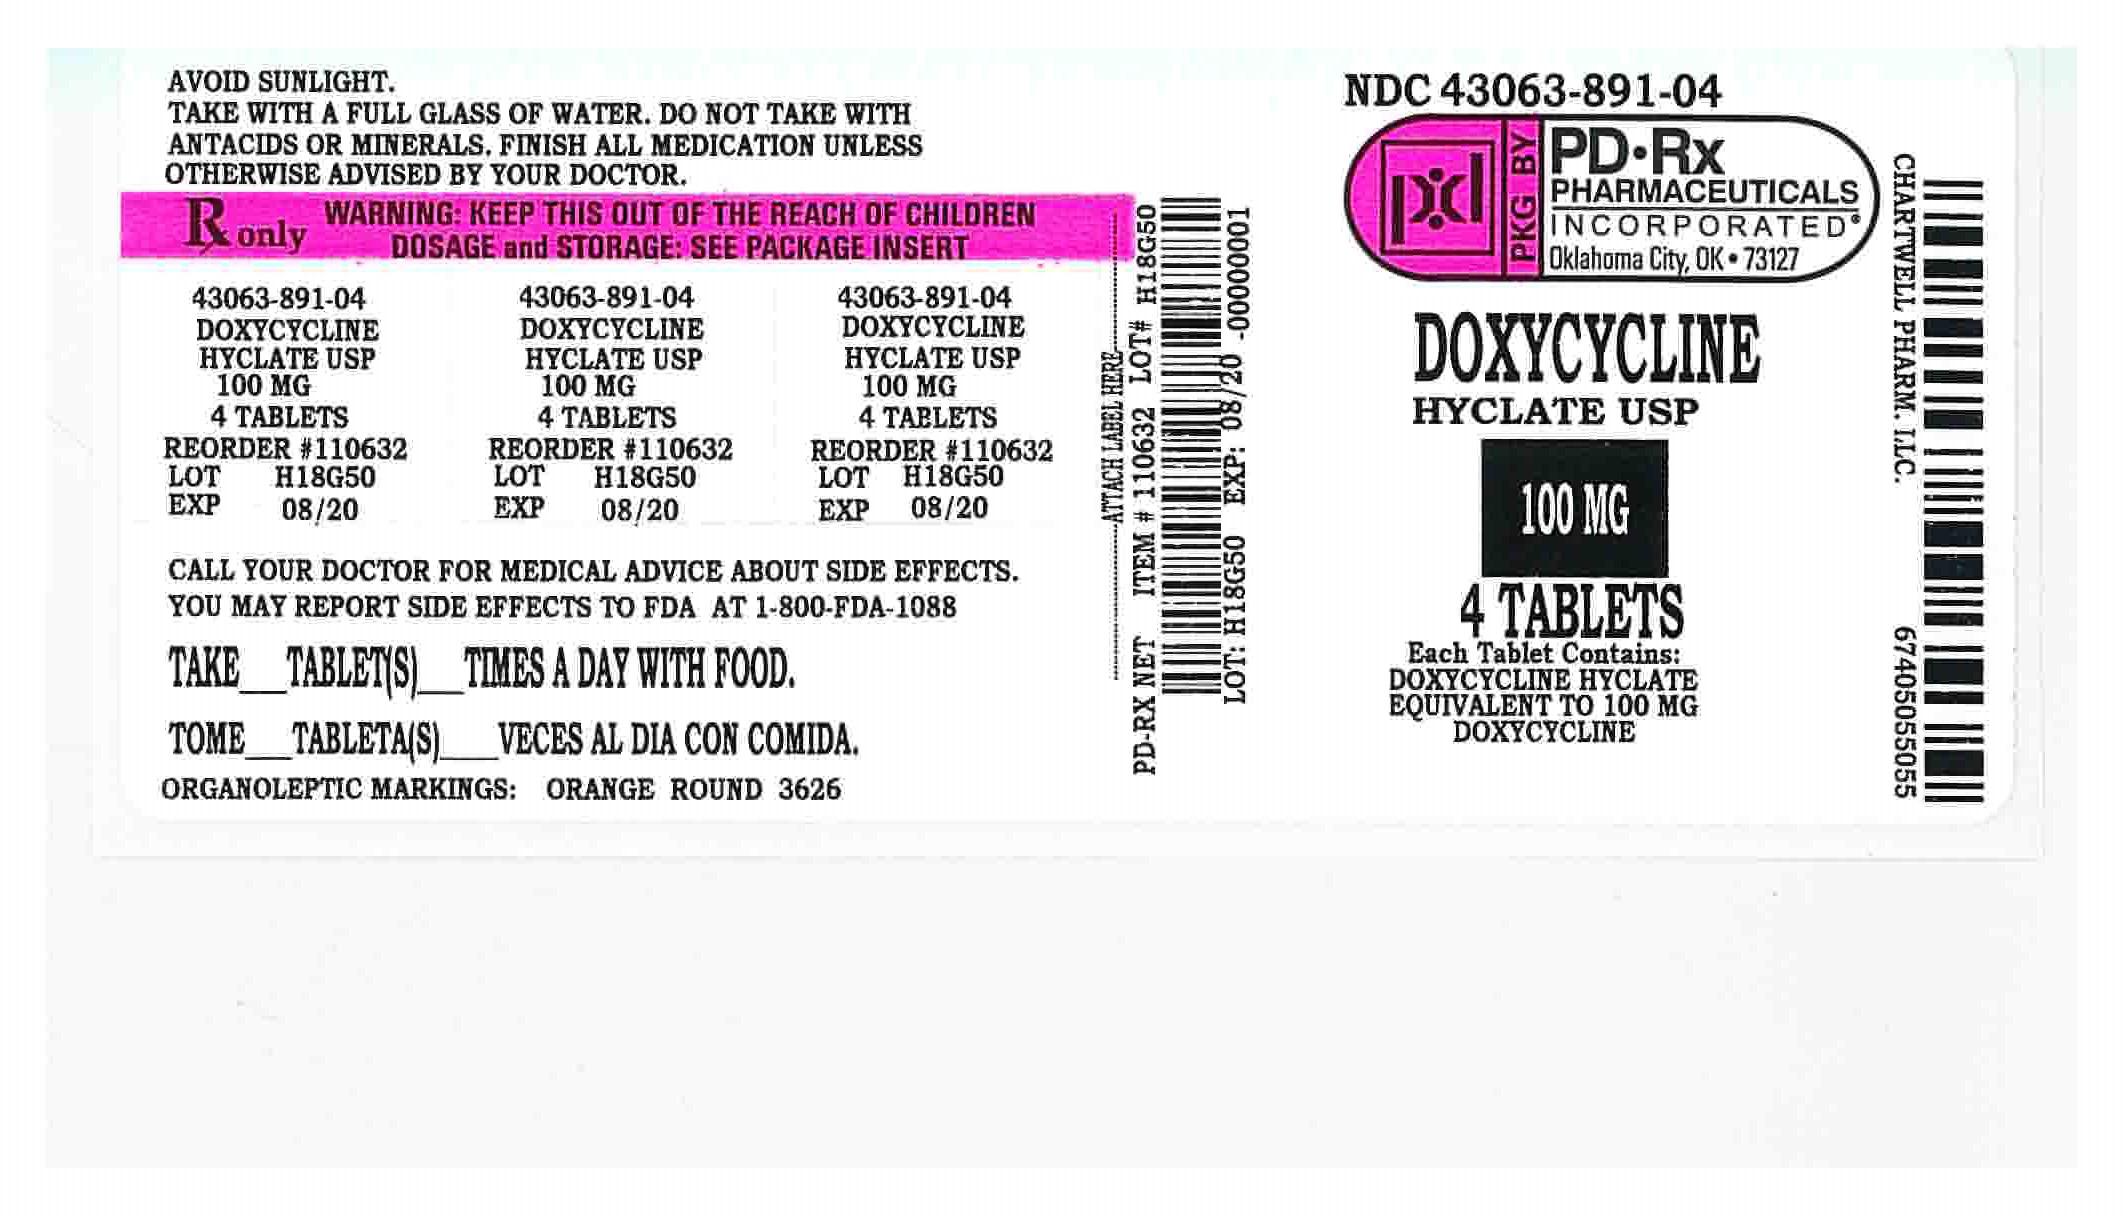 AVOID SUNLIGHT.
TAKE WITH A FULL GLASS OF WATER. DO NOT TAKE WITH
ANTACIDS OR MINERALS. FINISH ALL MEDICATION UNLESS
OTHERWISE ADVISED BY YOUR DOCTOR.
Rx only
WARNING: KEEP THIS OUT OF THE REACH OF CHILDREN
DOSAGE and STORAGE: SEE PACKAGE INSERT
43063-891-04
DOXYCYCLINE
HYCLATE USP
100 MG
4 TABLETS
REORDER #110632
LOT H18G50
EXP 08/20
43063-891-04
DOXYCYCLINE
HYCLATE USP
100 MG
4 TABLETS
REORDER #110632
LOT H18G50
EXP 08/20
43063-891-04
DOXYCYCLINE
HYCLATE USP
100 MG
4 TABLETS
REORDER #110632
LOT H18G50
EXP 08/20
CALL YOUR DOCTOR FOR MEDICAL ADVICE ABOUT SIDE EFFECTS.
YOU MAY REPORT SIDE EFFECTS TO FDA AT 1-800-FDA-1088
TAKE___TABLET(S)___TIMES A DAY WITH FOOD.
TOME___TABLETA(S)____VECES AL DIA CON COMIDA.
ORGANOLEPTIC MARKINGS: ORANGE ROUND 3626
ATTACH LABEL HERE
PD-RX NET ITEM # 110632 LOT# H18G50
LOT: H18G50 EXP: 08/20 -00000001
NDC 43063-891-04
PKG BY
PD•Rx
PHARMACEUTICALS
INCORPORATED®
Oklahoma City, OK • 73127
DOXYCYCLINE
HYCLATE USP
100 MG
4 TABLETS
Each Tablet Contains:
DOXYCYCLINE HYCLATE
EQUIVALENT TO 100 MG
DOXYCYCLINE
CHARTWELL PHARM. LLC. 67405055055